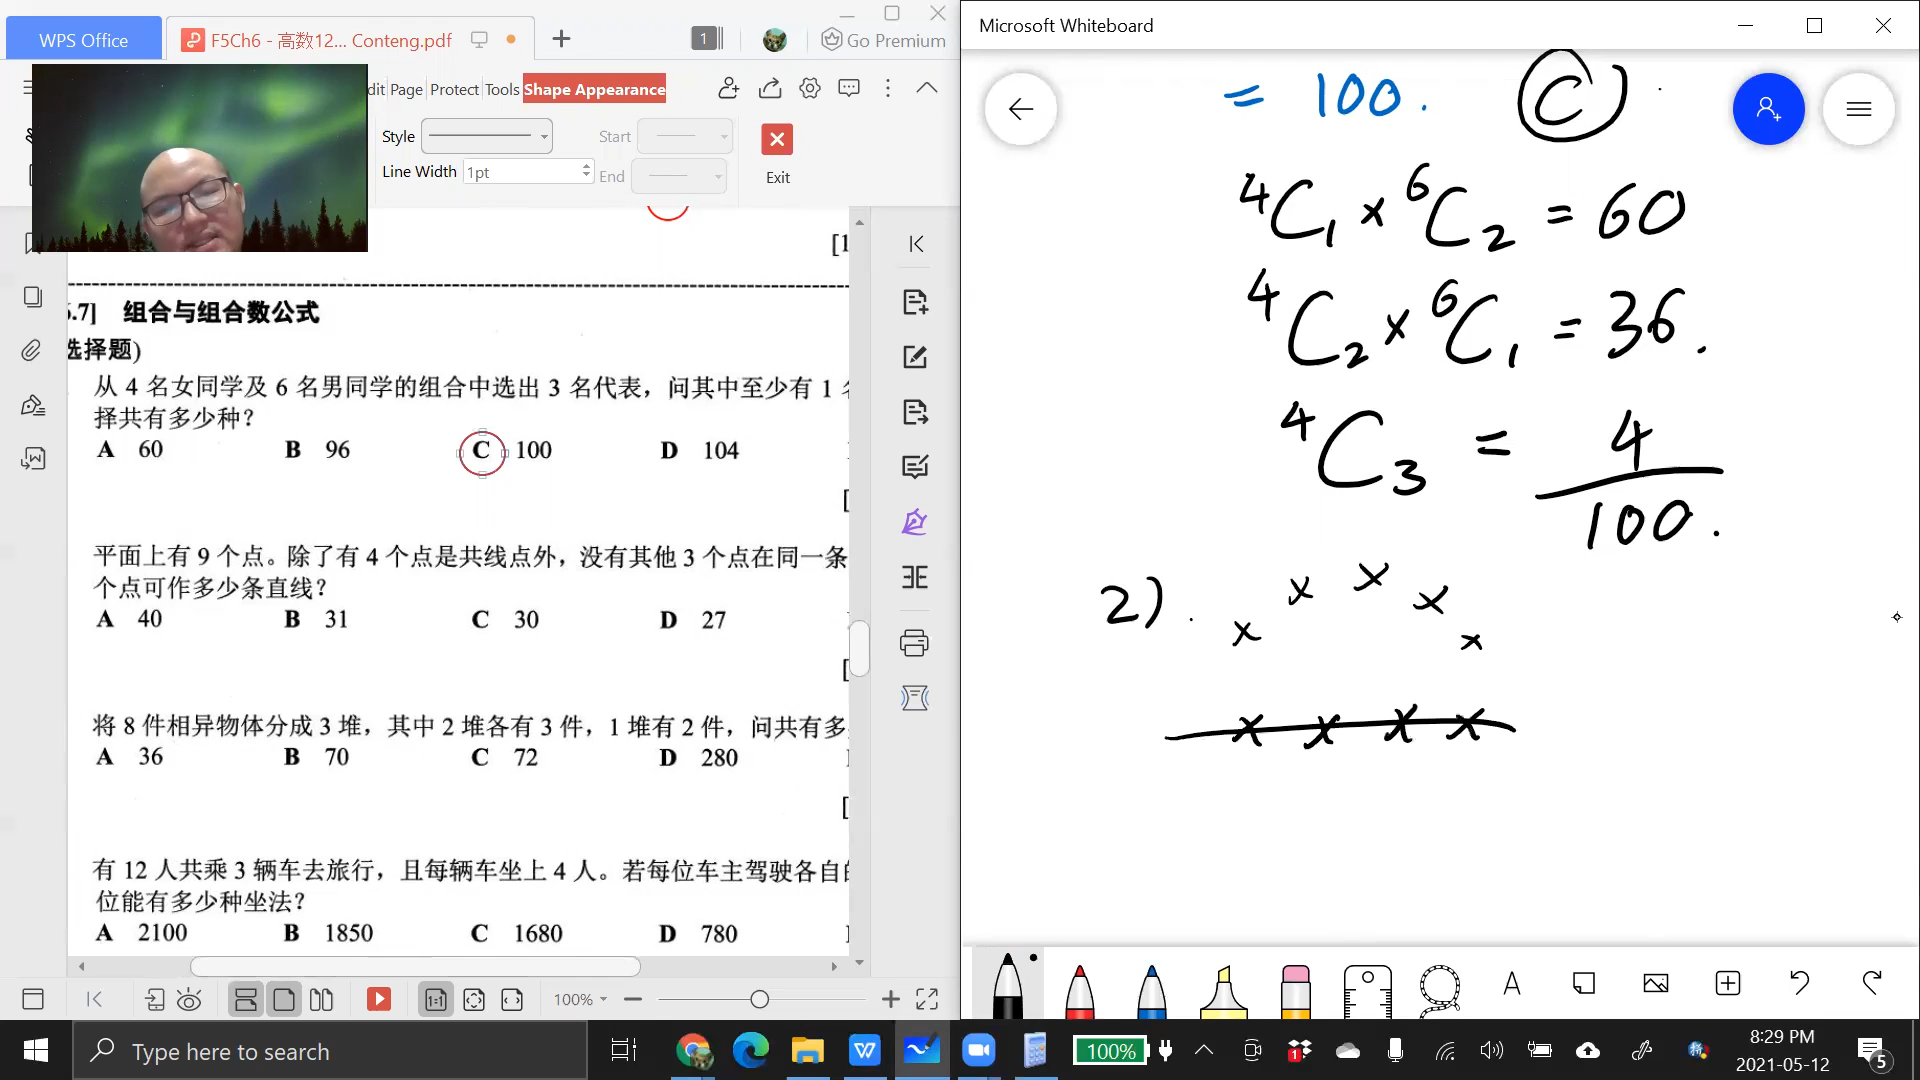 WPS Office
F5Ch6 - 高数12... Conteng.pdf
1
Go Premium
dit Page Protect Tools Shape Appearance
Style
Start
Line Width 1pt
End
Exit
[1
5.7] 组合与组合数公式
选择题)
从 4 名女同学及 6 名男同学的组合中选出 3 名代表，问其中至少有 1
择共有多少种?
A 60 B 96 C 100 D 104
[
平面上有 9 个点。除了有 4 个点是共线点外，没有其他 3 个点在同一条
个点可作多少条直线?
A 40 B 31 C 30 D 27
[
将 8 件相异物体分成 3 堆，其中 2 堆各有 3 件，1 堆有 2 件，问共有多
A 36 B 70 C 72 D 280
[
有 12 人共乘 3 辆车去旅行，且每辆车坐上 4 人。若每位车主驾驶各自的
位能有多少种坐法?
A 2100 B 1850 C 1680 D 780
100%
Microsoft Whiteboard
= 100. C)
⁴C₁ × ⁶C₂ = 60
⁴C₂ × ⁶C₁ = 36.
⁴C₃ = 4
100.
2). x x x x x
x x x x
Type here to search
100%
1
8:29 PM
2021-05-12
5